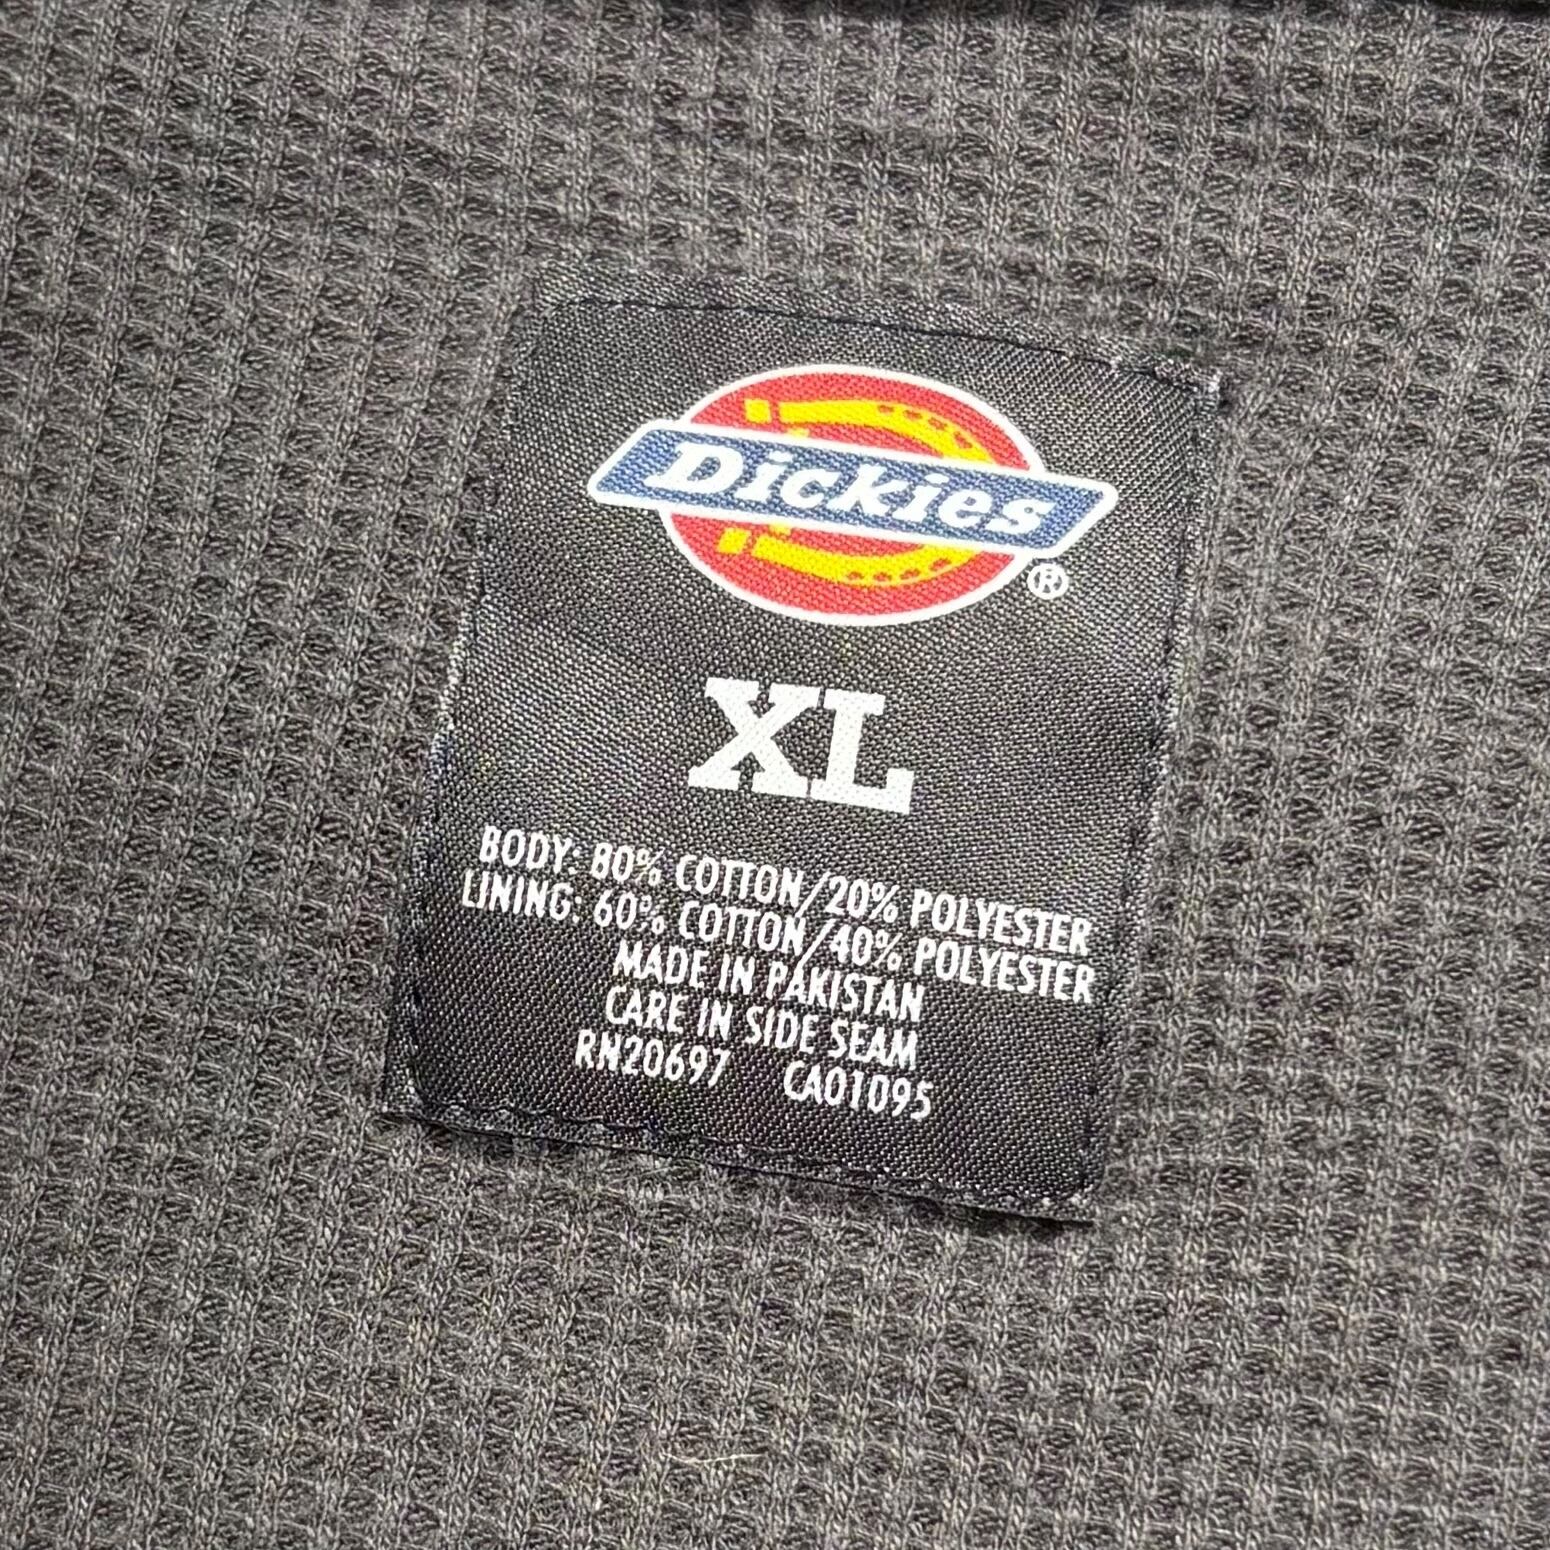 Dickies
®
XL
BODY: 80% COTTON/20% POLYESTER
LINING: 60% COTTON/40% POLYESTER
MADE IN PAKISTAN
CARE IN SIDE SEAM
RN20697 CA01095